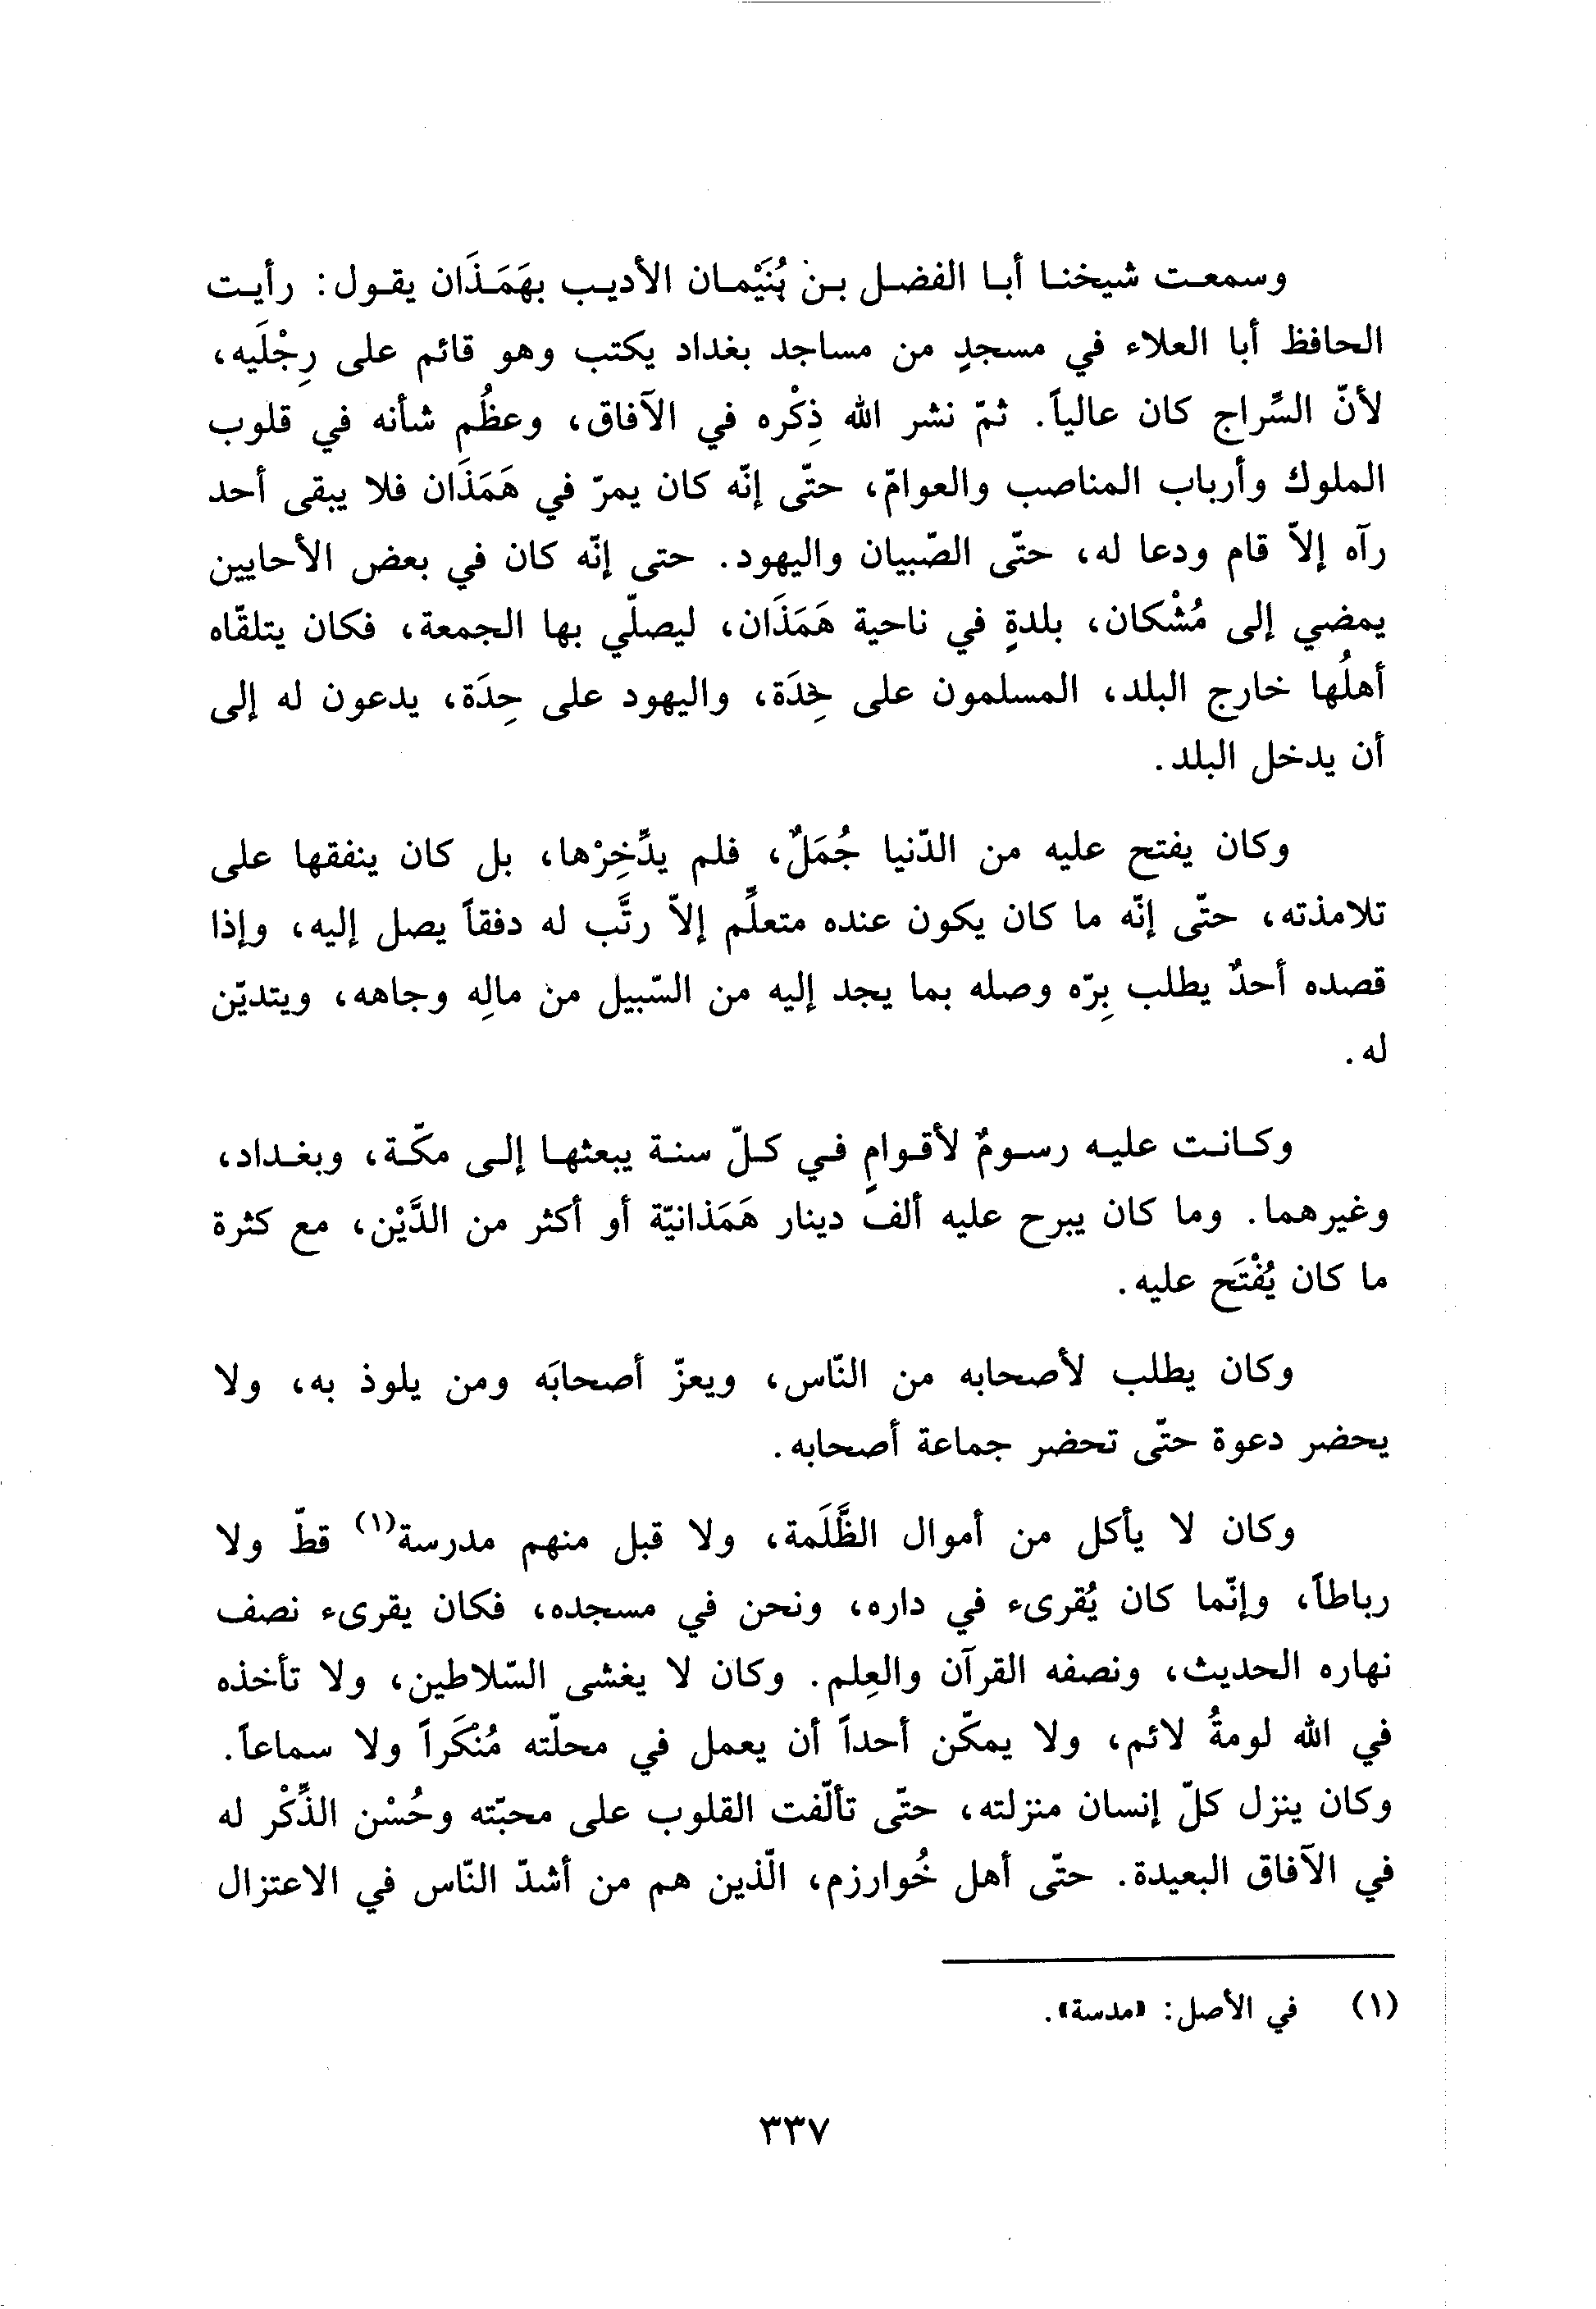 وسمعت شيخنا أبا الفضل بن بُنَيْمان الأديب بهَمَذَان يقول: رأيت
الحافظ أبا العلاء في مسجدٍ من مساجد بغداد يكتب وهو قائم على رِجْلَيه،
لأنّ السِّراج كان عالياً. ثمّ نشر الله ذِكْره في الآفاق، وعظُم شأنه في قلوب
الملوك وأرباب المناصب والعوامّ، حتّى إنّه كان يمرّ في هَمَذَان فلا يبقى أحد
رآه إلاّ قام ودعا له، حتّى الصّبيان واليهود. حتى إنّه كان في بعض الأحايين
يمضي إلى مُشْكان، بلدةٍ في ناحية هَمَذَان، ليصلّي بها الجمعة، فكان يتلقّاه
أهلُها خارج البلد، المسلمون على حِدَة، واليهود على حِدَة، يدعون له إلى
أن يدخل البلد.
وكان يفتح عليه من الدّنيا جُمَلٌ، فلم يدَّخِرْها، بل كان ينفقها على
تلامذته، حتّى إنّه ما كان يكون عنده متعلِّم إلاّ رتَّب له دفقاً يصل إليه، وإذا
قصده أحدٌ يطلب بِرّه وصله بما يجد إليه من السّبيل من مالِه وجاهه، ويتديّن
له.
وكانت عليه رسومٌ لأقوامٍ في كلّ سنة يبعثها إلى مكّة، وبغداد،
وغيرهما. وما كان يبرح عليه ألف دينار هَمَذانيّة أو أكثر من الدَّيْن، مع كثرة
ما كان يُفْتَح عليه.
وكان يطلب لأصحابه من النّاس، ويعزّ أصحابَه ومن يلوذ به، ولا
يحضر دعوة حتّى تحضر جماعة أصحابه.
وكان لا يأكل من أموال الظَّلَمة، ولا قبل منهم مدرسة(١) قطّ ولا
رباطاً، وإنّما كان يُقرىء في داره، ونحن في مسجده، فكان يقرىء نصف
نهاره الحديث، ونصفه القرآن والعِلم. وكان لا يغشى السّلاطين، ولا تأخذه
في الله لومةُ لائم، ولا يمكّن أحداً أن يعمل في محلّته مُنْكَراً ولا سماعاً.
وكان ينزل كلّ إنسان منزلته، حتّى تألّفت القلوب على محبّته وحُسْن الذِّكْر له
في الآفاق البعيدة. حتّى أهل خُوارزم، الّذين هم من أشدّ النّاس في الاعتزال
(١) في الأصل: «مدسة».
٣٣٧